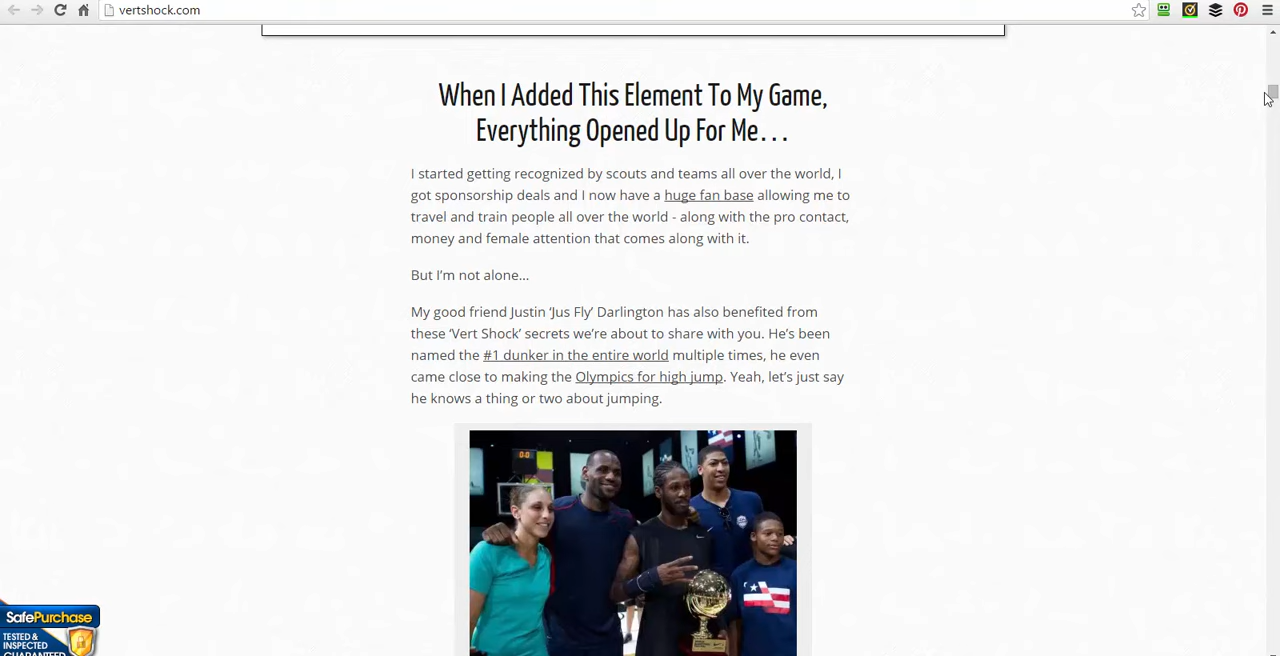 vertshock.com
When I Added This Element To My Game,
Everything Opened Up For Me...
I started getting recognized by scouts and teams all over the world, I
got sponsorship deals and I now have a huge fan base allowing me to
travel and train people all over the world - along with the pro contact,
money and female attention that comes along with it.
But I'm not alone...
My good friend Justin ‘Jus Fly’ Darlington has also benefited from
these ‘Vert Shock’ secrets we’re about to share with you. He’s been
named the #1 dunker in the entire world multiple times, he even
came close to making the Olympics for high jump. Yeah, let’s just say
he knows a thing or two about jumping.
0:0
SafePurchase
TESTED &
INSPECTED
GUARANTEED